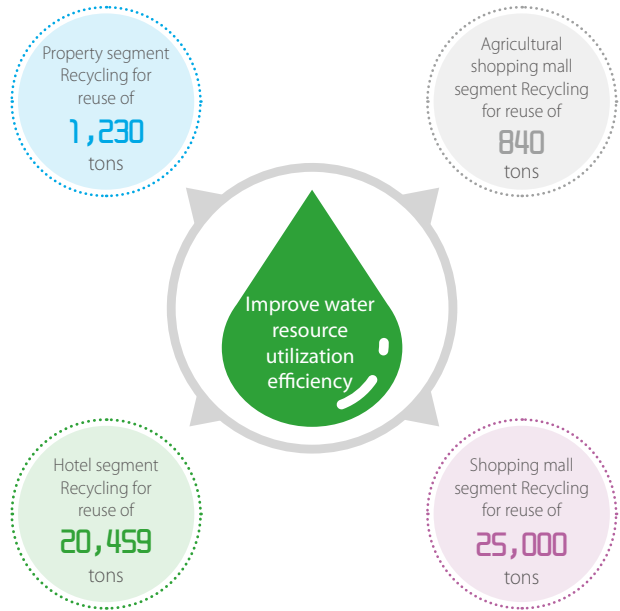 Property segment
Recycling for
reuse of
1,230
tons
Agricultural
shopping mall
segment Recycling
for reuse of
840
tons
Improve water
resource
utilization
efficiency
Hotel segment
Recycling for
reuse of
20,459
tons
Shopping mall
segment Recycling
for reuse of
25,000
tons